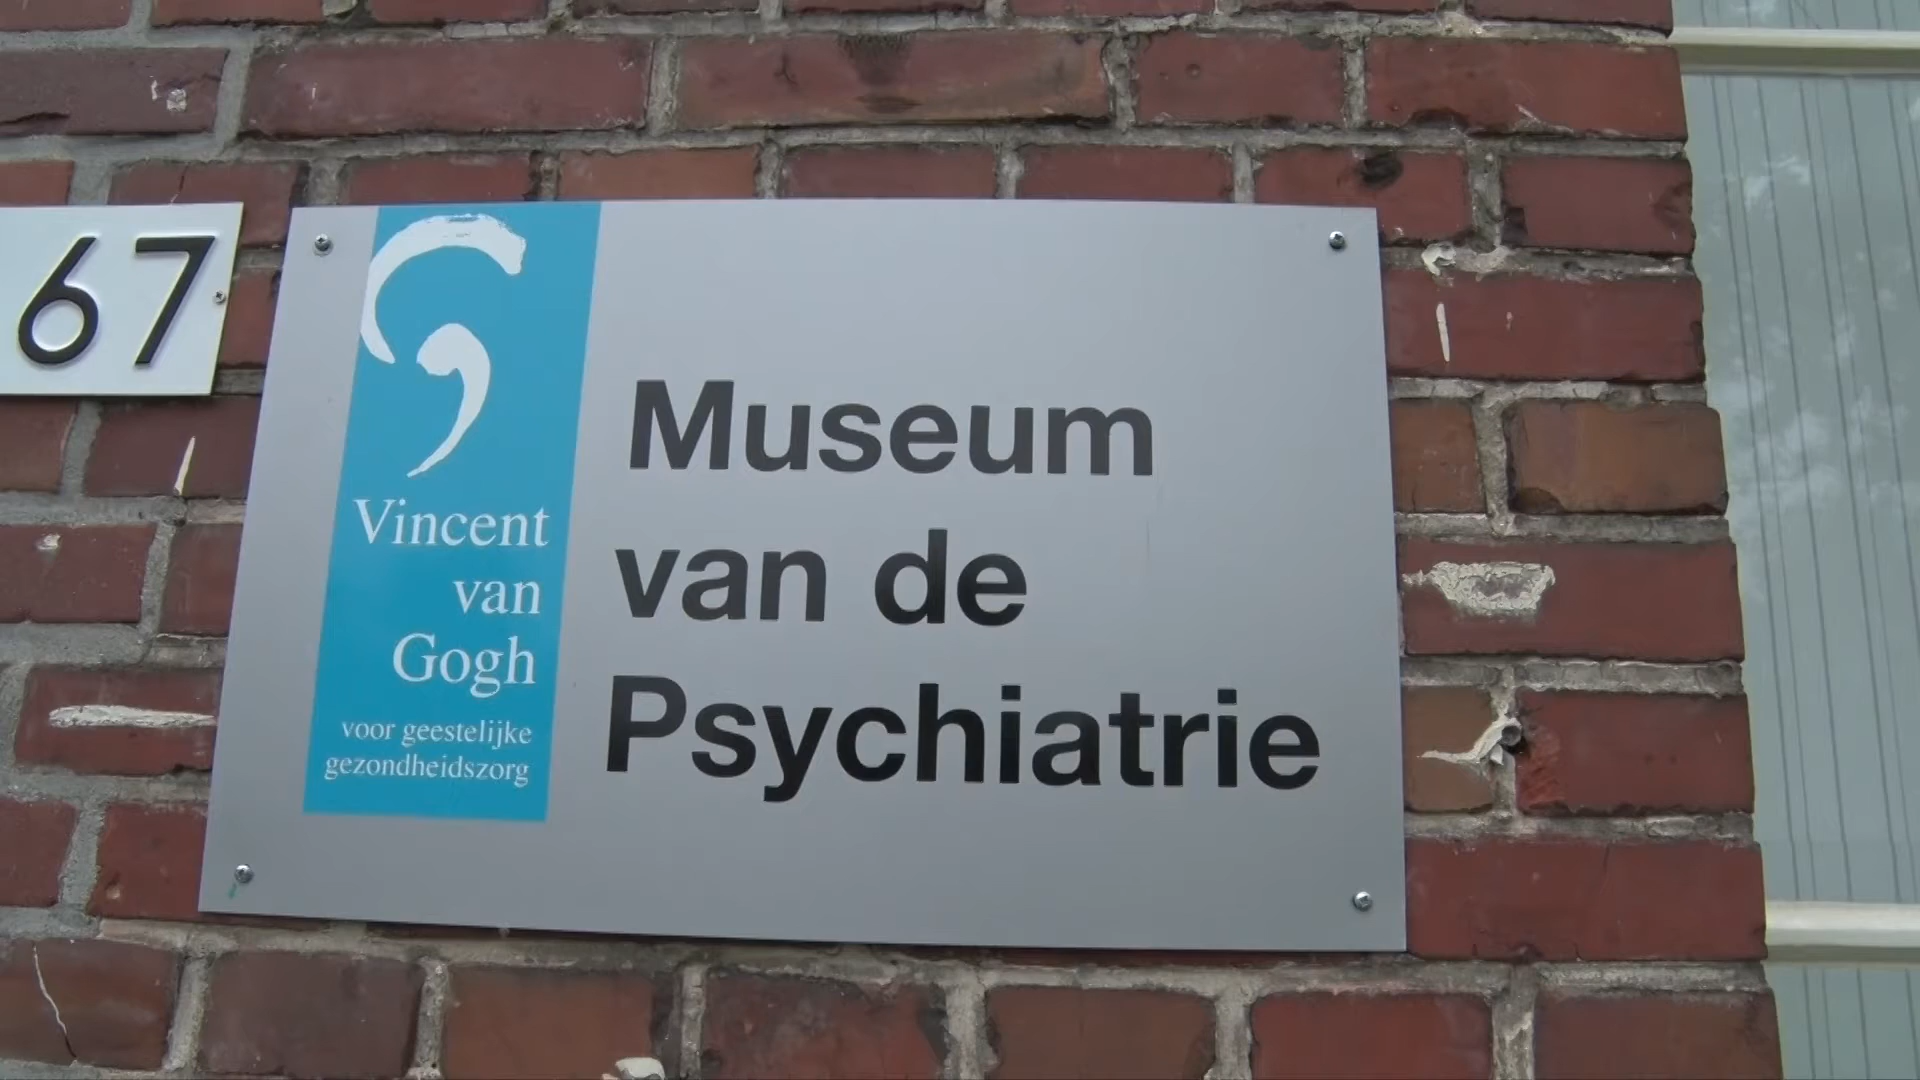 67
Vincent
van
Gogh
voor geestelijke
gezondheidszorg
Museum
van de
Psychiatrie